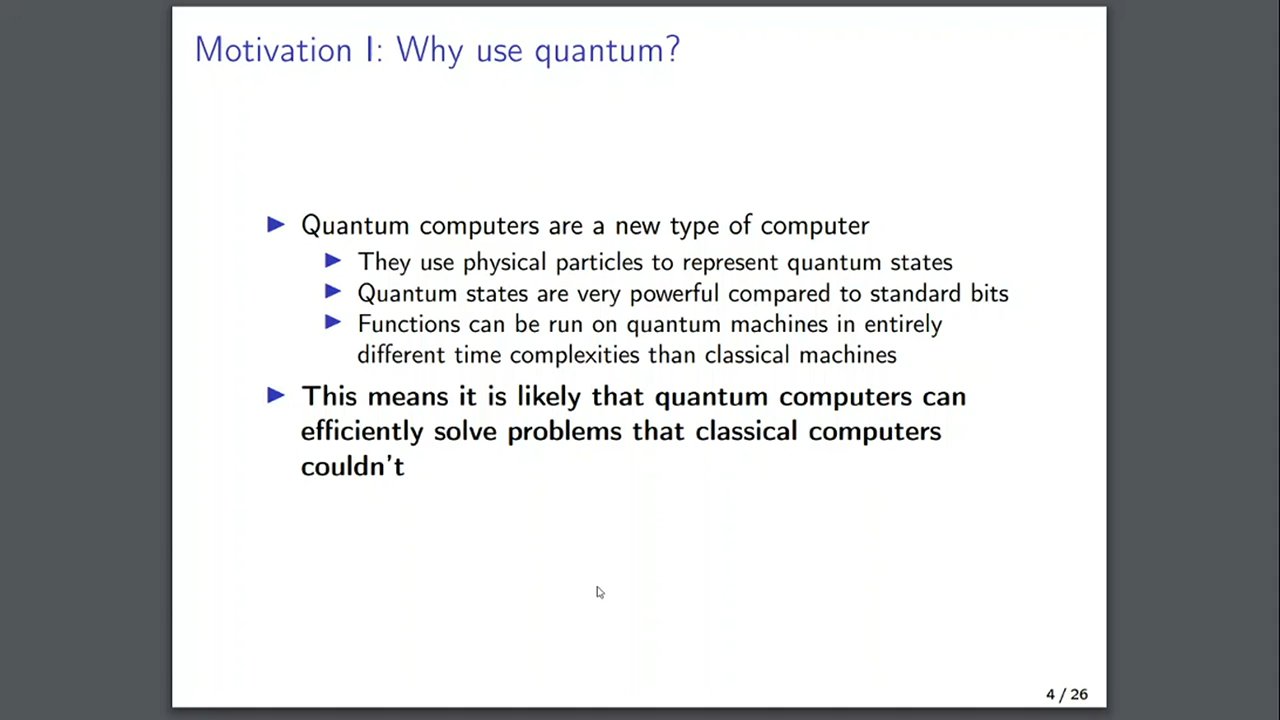 Motivation I: Why use quantum?
▶ Quantum computers are a new type of computer
▶ They use physical particles to represent quantum states
▶ Quantum states are very powerful compared to standard bits
▶ Functions can be run on quantum machines in entirely
different time complexities than classical machines
▶ This means it is likely that quantum computers can
efficiently solve problems that classical computers
couldn't
4 / 26